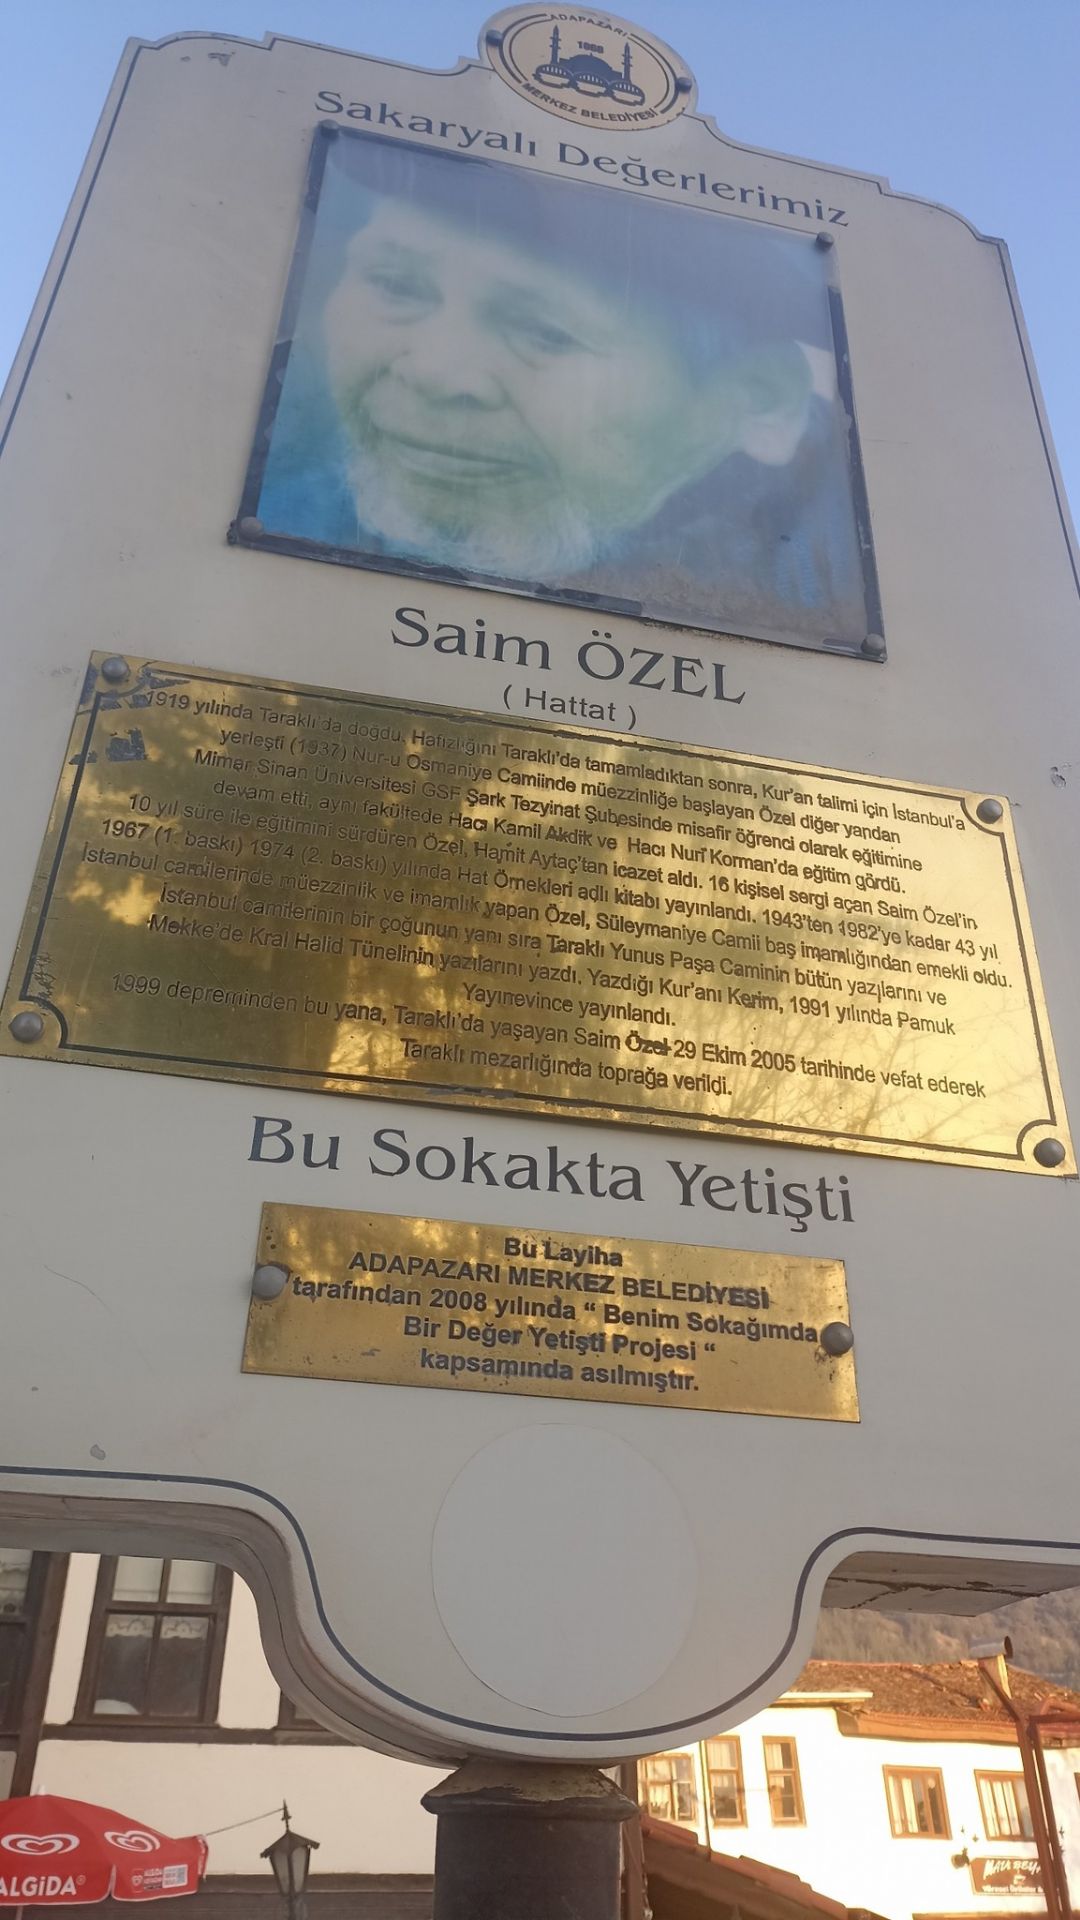 ADAPAZARI
1868
MERKEZ BELEDİYESİ
Sakaryalı Değerlerimiz
Saim ÖZEL
( Hattat )
1919 yılında Taraklı'da doğdu. Hafızlığını Taraklı'da tamamladıktan sonra, Kur'an talimi için İstanbul'a
yerleşti (1937) Nur-u Osmaniye Camiinde müezzinliğe başlayan Özel diğer yandan
Mimar Sinan Üniversitesi GSF Şark Tezyinat Şubesinde misafir öğrenci olarak eğitimine
devam etti, aynı fakültede Hacı Kamil Akdik ve Hacı Nuri Korman'da eğitim gördü.
10 yıl süre ile eğitimini sürdüren Özel, Hamit Aytaç'tan icazet aldı. 16 kişisel sergi açan Saim Özel'in
1967 (1. baskı) 1974 (2. baskı) yılında Hat Örnekleri adlı kitabı yayınlandı. 1943'ten 1982'ye kadar 43 yıl
İstanbul camilerinde müezzinlik ve imamlık yapan Özel, Süleymaniye Camii baş imamlığından emekli oldu.
İstanbul camilerinin bir çoğunun yanı sıra Taraklı Yunus Paşa Caminin bütün yazılarını ve
Mekke'de Kral Halid Tünelinin yazılarını yazdı. Yazdığı Kur'anı Kerim, 1991 yılında Pamuk
Yayınevince yayınlandı.
1999 depreminden bu yana, Taraklı'da yaşayan Saim Özel 29 Ekim 2005 tarihinde vefat ederek
Taraklı mezarlığında toprağa verildi.
Bu Sokakta Yetişti
Bu Layiha
ADAPAZARI MERKEZ BELEDİYESİ
tarafından 2008 yılında “ Benim Sokağımda
Bir Değer Yetişti Projesi “
kapsamında asılmıştır.
ALGiDA
ALGIDA